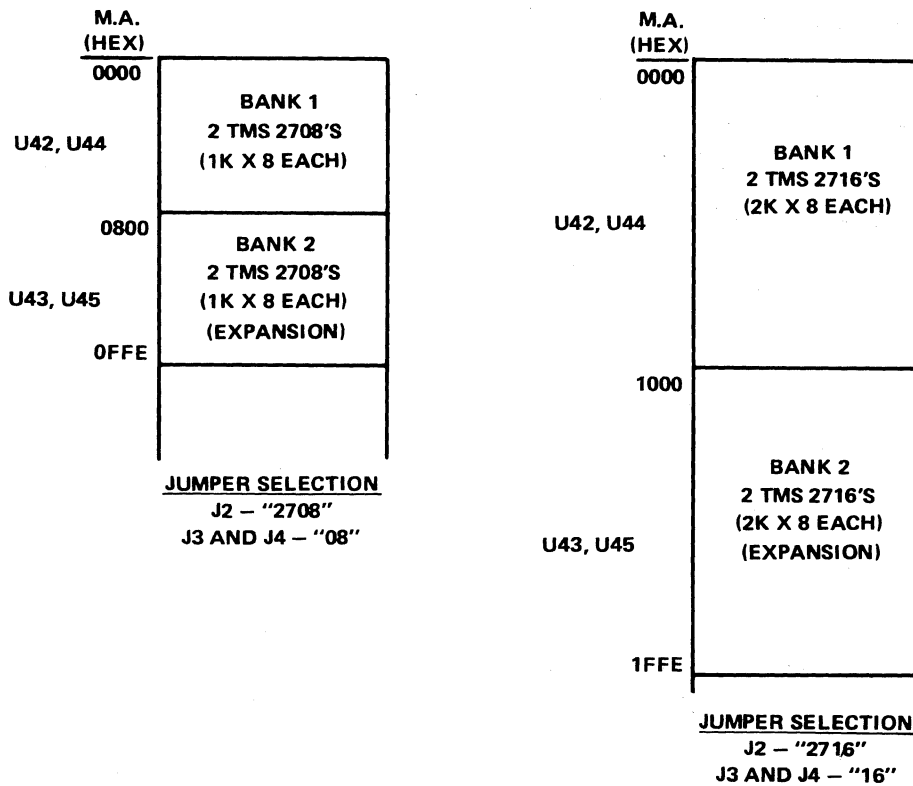 M.A.
(HEX)
0000
BANK 1
2 TMS 2708'S
(1K X 8 EACH)
U42, U44
0800
BANK 2
2 TMS 2708'S
(1K X 8 EACH)
(EXPANSION)
U43, U45
0FFE
JUMPER SELECTION
J2 – "2708"
J3 AND J4 – "08"
M.A.
(HEX)
0000
BANK 1
2 TMS 2716'S
(2K X 8 EACH)
U42, U44
1000
BANK 2
2 TMS 2716'S
(2K X 8 EACH)
(EXPANSION)
U43, U45
1FFE
JUMPER SELECTION
J2 – "2716"
J3 AND J4 – "16"